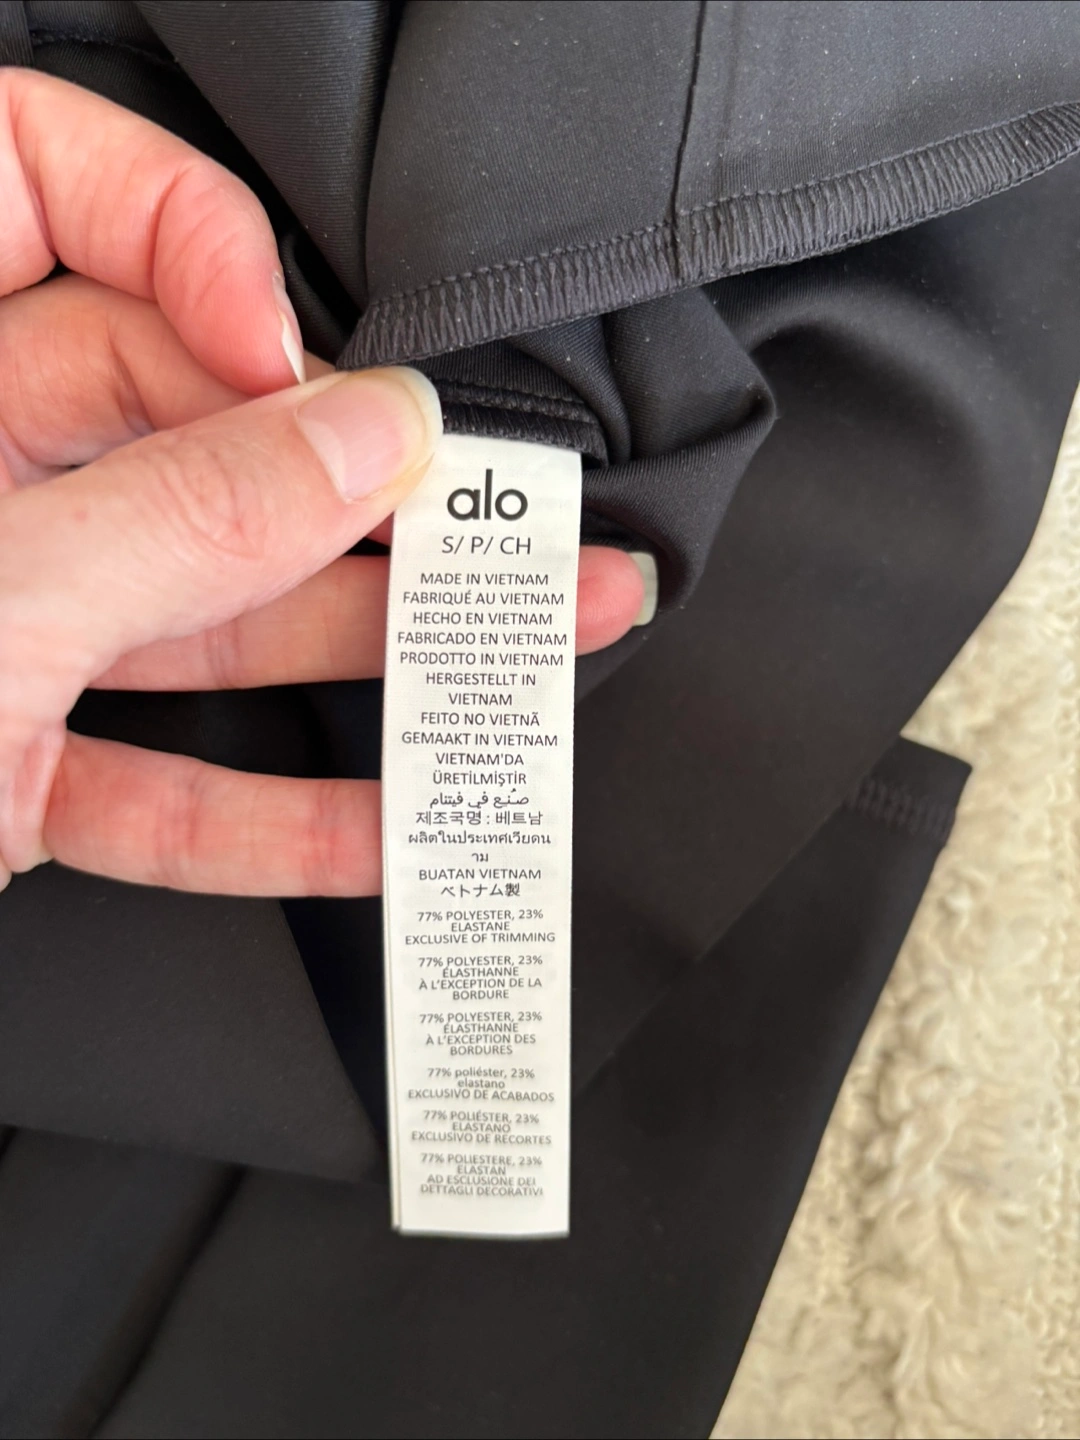 alo
S/ P/ CH
MADE IN VIETNAM
FABRIQUÉ AU VIETNAM
HECHO EN VIETNAM
FABRICADO EN VIETNAM
PRODOTTO IN VIETNAM
HERGESTELLT IN
VIETNAM
FEITO NO VIETNÃ
GEMAAKT IN VIETNAM
VIETNAM'DA
ÜRETİLMİŞTİR
صُنِع في فيتنام
제조국명 : 베트남
ผลิตในประเทศเวียดน
าม
BUATAN VIETNAM
ベトナム製
77% POLYESTER, 23%
ELASTANE
EXCLUSIVE OF TRIMMING
77% POLYESTER, 23%
ÉLASTHANNE
À L'EXCEPTION DE LA
BORDURE
77% POLYESTER, 23%
ÉLASTHANNE
À L'EXCEPTION DES
BORDURES
77% poliéster, 23%
elastano
EXCLUSIVO DE ACABADOS
77% POLIÉSTER, 23%
ELASTANO
EXCLUSIVO DE RECORTES
77% POLIESTERE, 23%
ELASTAN
AD ESCLUSIONE DEI
DETTAGLI DECORATIVI